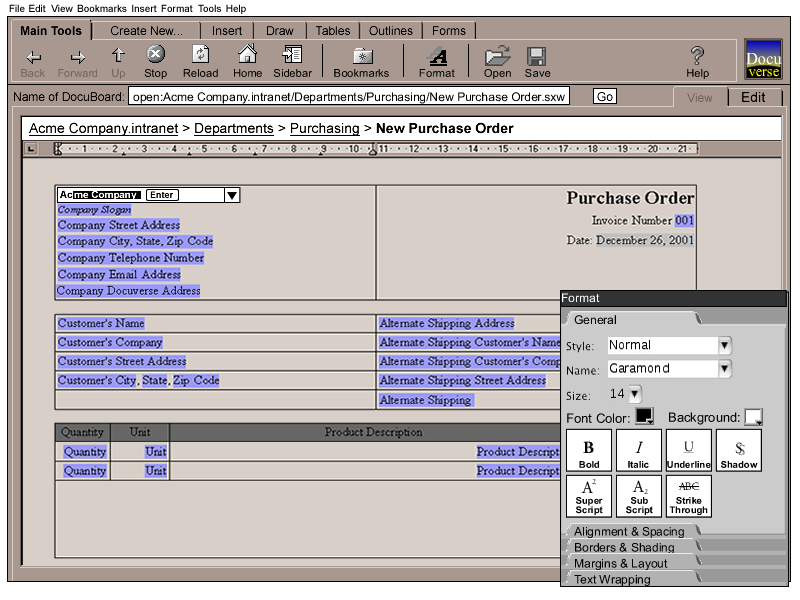 File Edit View Bookmarks Insert Format Tools Help
Main Tools Create New... Insert Draw Tables Outlines Forms
Back Forward Up Stop Reload Home Sidebar Bookmarks Format Open Save Help
Docu
verse
Name of DocuBoard: open:Acme Company.intranet/Departments/Purchasing/New Purchase Order.sxw Go View Edit
Acme Company.intranet > Departments > Purchasing > New Purchase Order
L 1 2 3 4 5 6 7 8 9 10 11 12 13 14 15 16 17 18 19 20 21
Acme Company Enter
Company Slogan
Company Street Address
Company City, State, Zip Code
Company Telephone Number
Company Email Address
Company Docuverse Address
Purchase Order
Invoice Number 001
Date: December 26, 2001
Customer's Name
Customer's Company
Customer's Street Address
Customer's City, State, Zip Code
Alternate Shipping Address
Alternate Shipping Customer's Name
Alternate Shipping Customer's Comp
Alternate Shipping Street Address
Alternate Shipping
Quantity Unit Product Description
Quantity Unit Product Descript
Quantity Unit Product Descript
Format
General
Style: Normal
Name: Garamond
Size: 14
Font Color: Background:
B I U S
Bold Italic Underline Shadow
A2 A2 ABC
Super Script Sub Script Strike Through
Alignment & Spacing
Borders & Shading
Margins & Layout
Text Wrapping